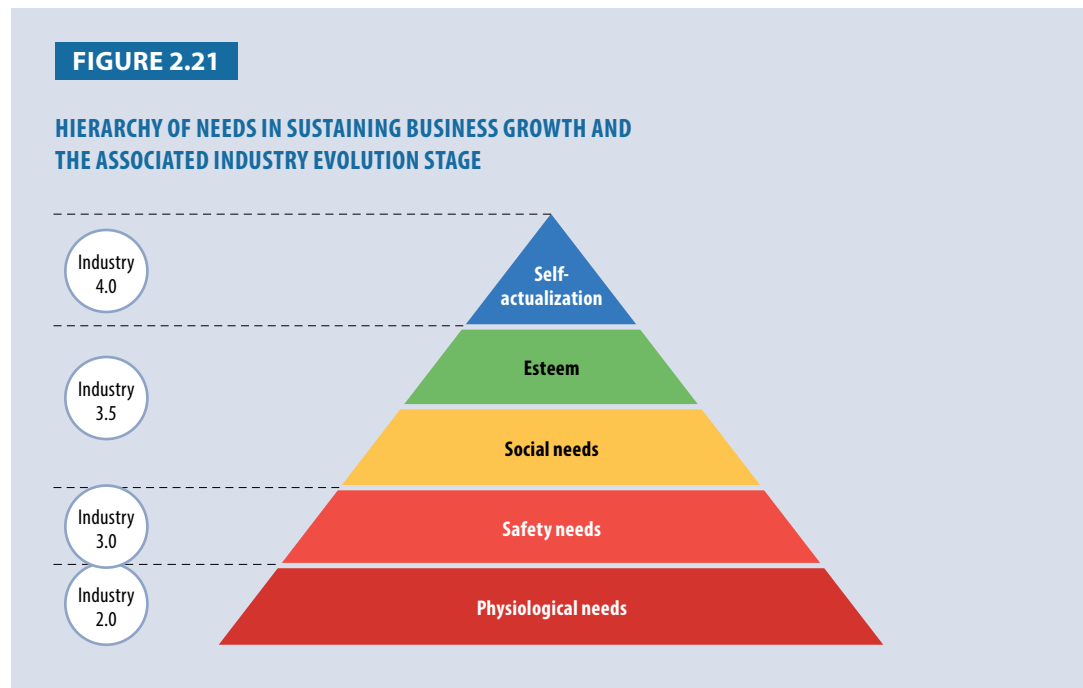 FIGURE 2.21
HIERARCHY OF NEEDS IN SUSTAINING BUSINESS GROWTH AND
THE ASSOCIATED INDUSTRY EVOLUTION STAGE
Industry
4.0
Self-
actualization
Industry
3.5
Esteem
Social needs
Industry
3.0
Safety needs
Industry
2.0
Physiological needs